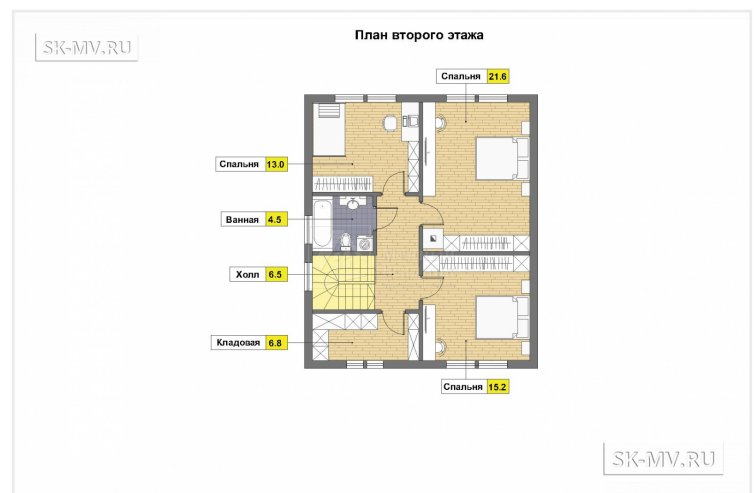 SK-MV.RU
План второго этажа
Спальня 21.6
Спальня 13.0
Ванная 4.5
Холл 6.5
Кладовая 6.8
Спальня 15.2
SK-MV.RU